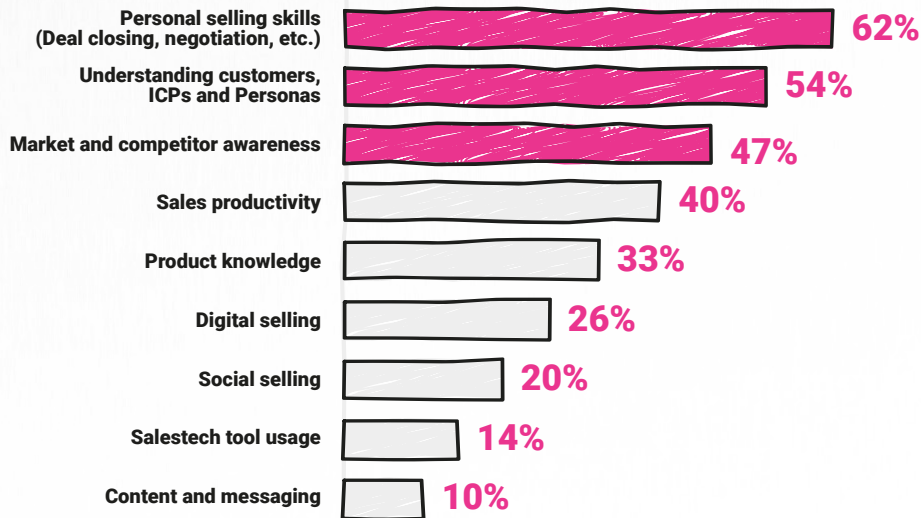 Personal selling skills
(Deal closing, negotiation, etc.)
62%
Understanding customers,
ICPs and Personas
54%
Market and competitor awareness
47%
Sales productivity
40%
Product knowledge
33%
Digital selling
26%
Social selling
20%
Salestech tool usage
14%
Content and messaging
10%